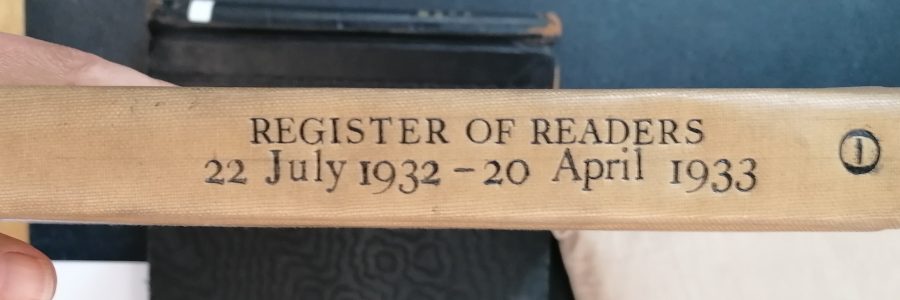 REGISTER OF READERS
22 July 1932 – 20 April 1933
1